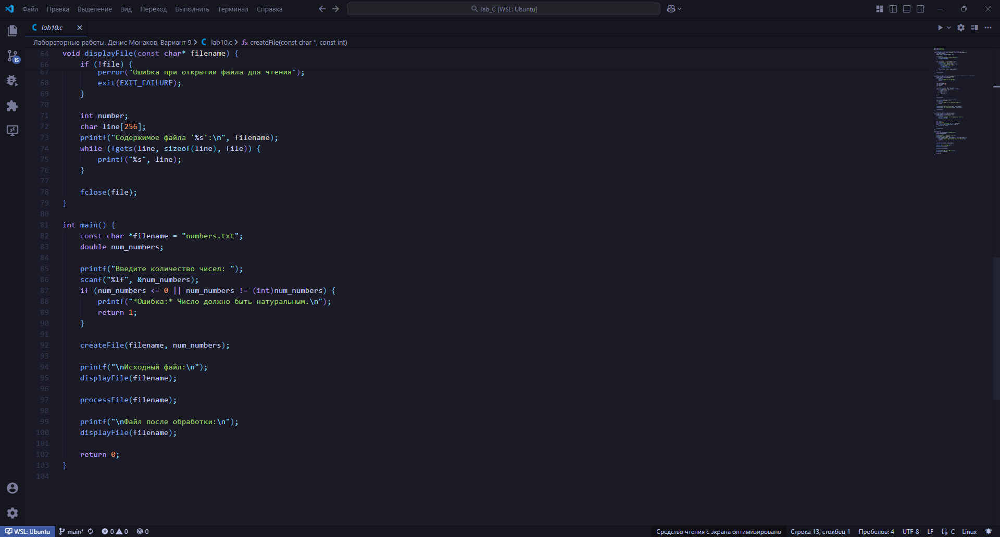 Файл Правка Выделение Вид Переход Выполнить Терминал Справка
lab_C [WSL: Ubuntu]
lab10.c
Лабораторные работы. Денис Монаков. Вариант 9 > lab10.c > createFile(const char *, const int)
15
64 void displayFile(const char* filename) {
66 if (!file) {
67 perror("Ошибка при открытии файла для чтения");
68 exit(EXIT_FAILURE);
69 }
70
71 int number;
72 char line[256];
73 printf("Содержимое файла '%s':\n", filename);
74 while (fgets(line, sizeof(line), file)) {
75 printf("%s", line);
76 }
77
78 fclose(file);
79 }
80
81 int main() {
82 const char *filename = "numbers.txt";
83 double num_numbers;
84
85 printf("Введите количество чисел: ");
86 scanf("%lf", &num_numbers);
87 if (num_numbers <= 0 || num_numbers != (int)num_numbers) {
88 printf("*Ошибка:* Число должно быть натуральным.\n");
89 return 1;
90 }
91
92 createFile(filename, num_numbers);
93
94 printf("\nИсходный файл:\n");
95 displayFile(filename);
96
97 processFile(filename);
98
99 printf("\nФайл после обработки:\n");
100 displayFile(filename);
101
102 return 0;
103 }
104
WSL: Ubuntu main* 0 0 0 Средство чтения с экрана оптимизировано Строка 13, столбец 1 Пробелов: 4 UTF-8 LF C Linux